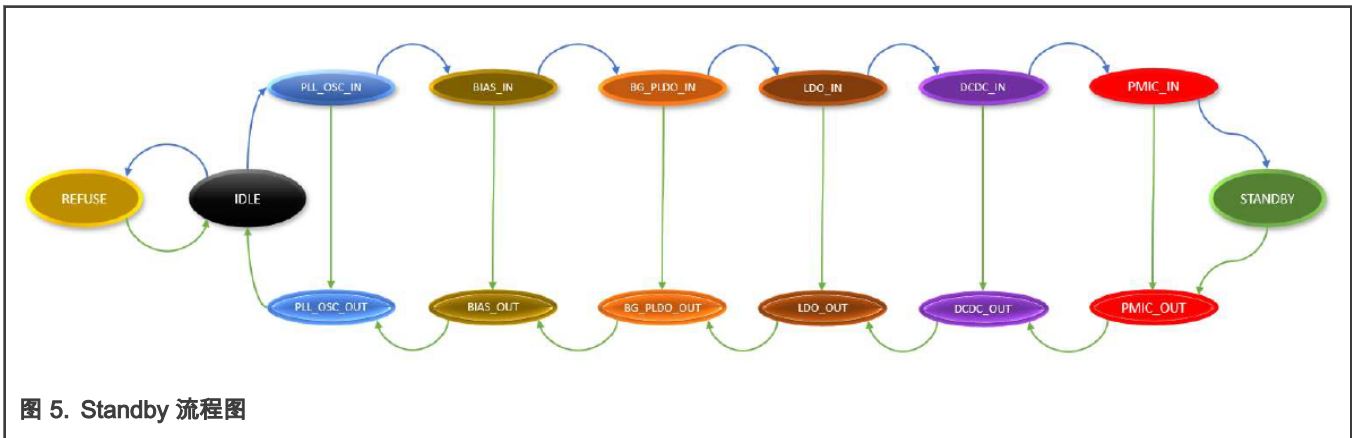 PLL_OSC_IN
BIAS_IN
BG_PLDO_IN
LDO_IN
DCDC_IN
PMIC_IN
REFUSE
IDLE
STANDBY
PLL_OSC_OUT
BIAS_OUT
BG_PLDO_OUT
LDO_OUT
DCDC_OUT
PMIC_OUT
图 5. Standby 流程图